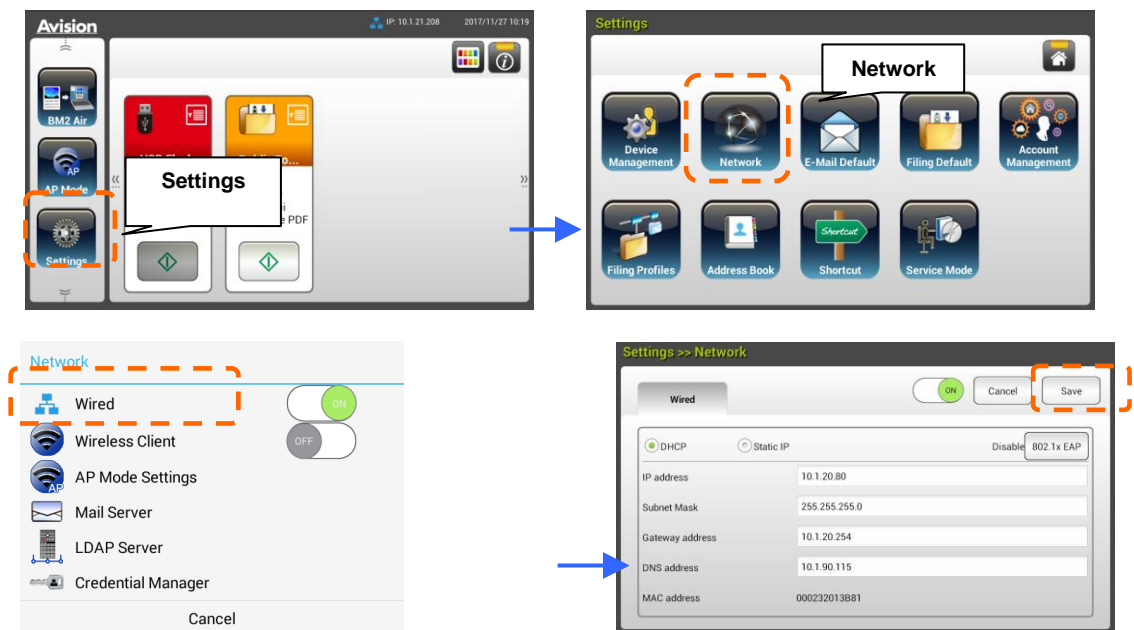 Avision
IP: 10.1.21.208 2017/11/27 10:19
BM2 Air
AP
AP Mode
Settings
Settings
PDF
Settings
Network
Device Management
Network
E-Mail Default
Filing Default
Account Management
Filing Profiles
Address Book
Shortcut
Shortcut
Service Mode
Network
Wired ON
Wireless Client OFF
AP
AP Mode Settings
Mail Server
LDAP Server
Credential Manager
Cancel
Settings >> Network
Wired ON Cancel Save
DHCP Static IP Disable 802.1x EAP
IP address 10.1.20.80
Subnet Mask 255.255.255.0
Gateway address 10.1.20.254
DNS address 10.1.90.115
MAC address 000232013B81